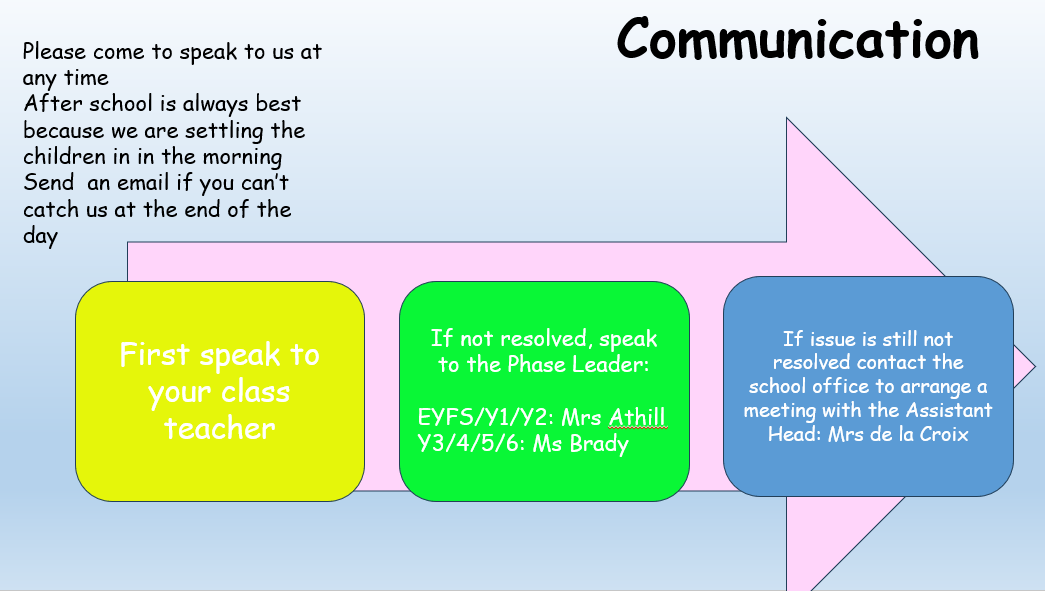 Communication
Please come to speak to us at
any time
After school is always best
because we are settling the
children in in the morning
Send  an email if you can't
catch us at the end of the
day
First speak to
your class
teacher
If not resolved, speak
to the Phase Leader:
EYFS/Y1/Y2: Mrs Athill
Y3/4/5/6: Ms Brady
If issue is still not
resolved contact the
school office to arrange a
meeting with the Assistant
Head: Mrs de la Croix